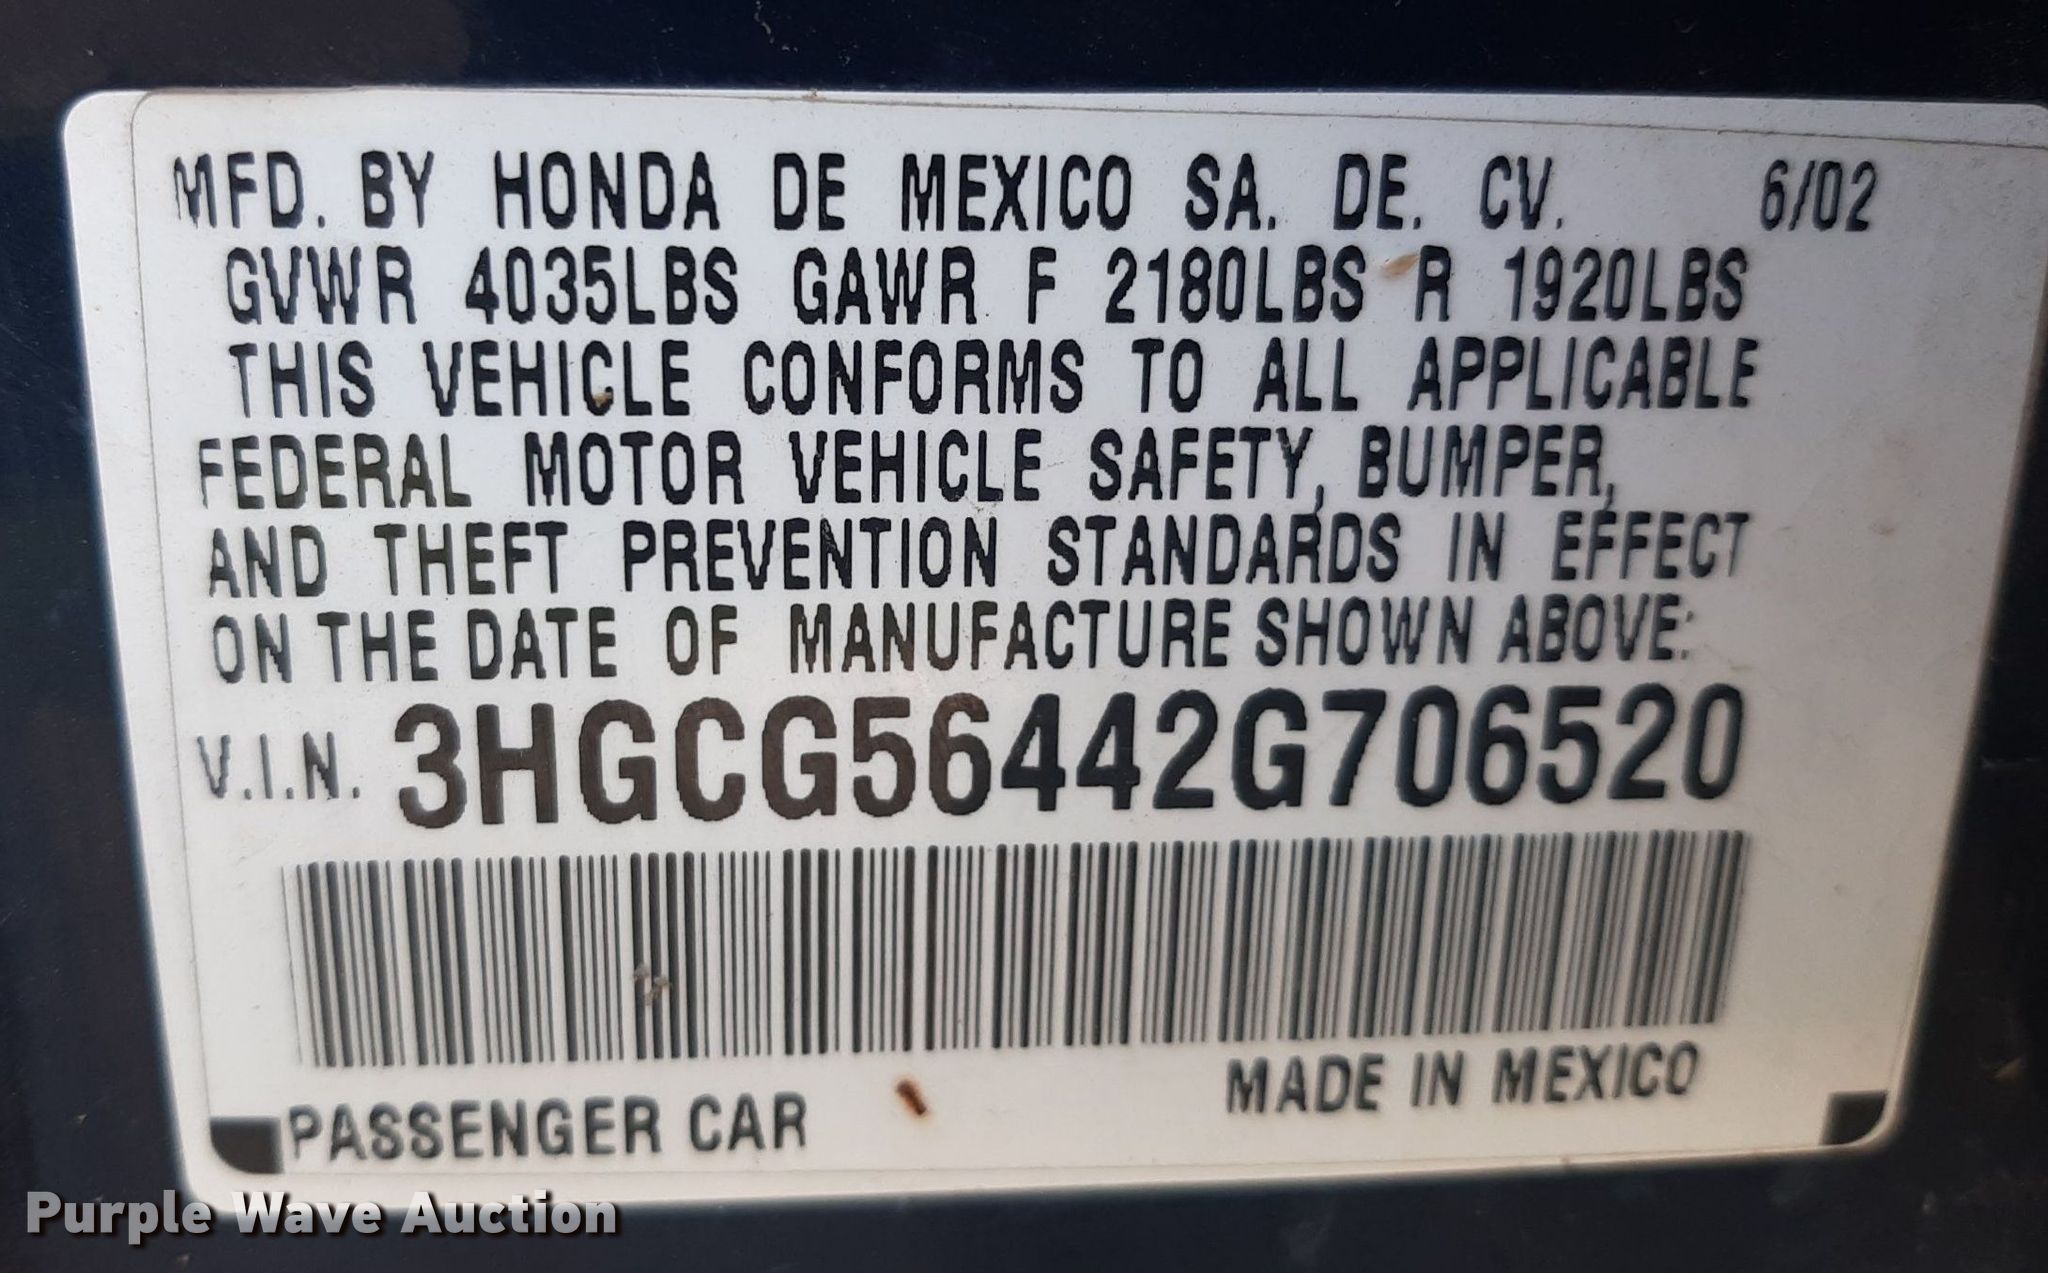 MFD. BY HONDA DE MEXICO SA. DE. CV. 6/02
GVWR 4035LBS GAWR F 2180LBS R 1920LBS
THIS VEHICLE CONFORMS TO ALL APPLICABLE
FEDERAL MOTOR VEHICLE SAFETY, BUMPER,
AND THEFT PREVENTION STANDARDS IN EFFECT
ON THE DATE OF MANUFACTURE SHOWN ABOVE:
V.I.N. 3HGCG56442G706520
PASSENGER CAR MADE IN MEXICO
Purple Wave Auction